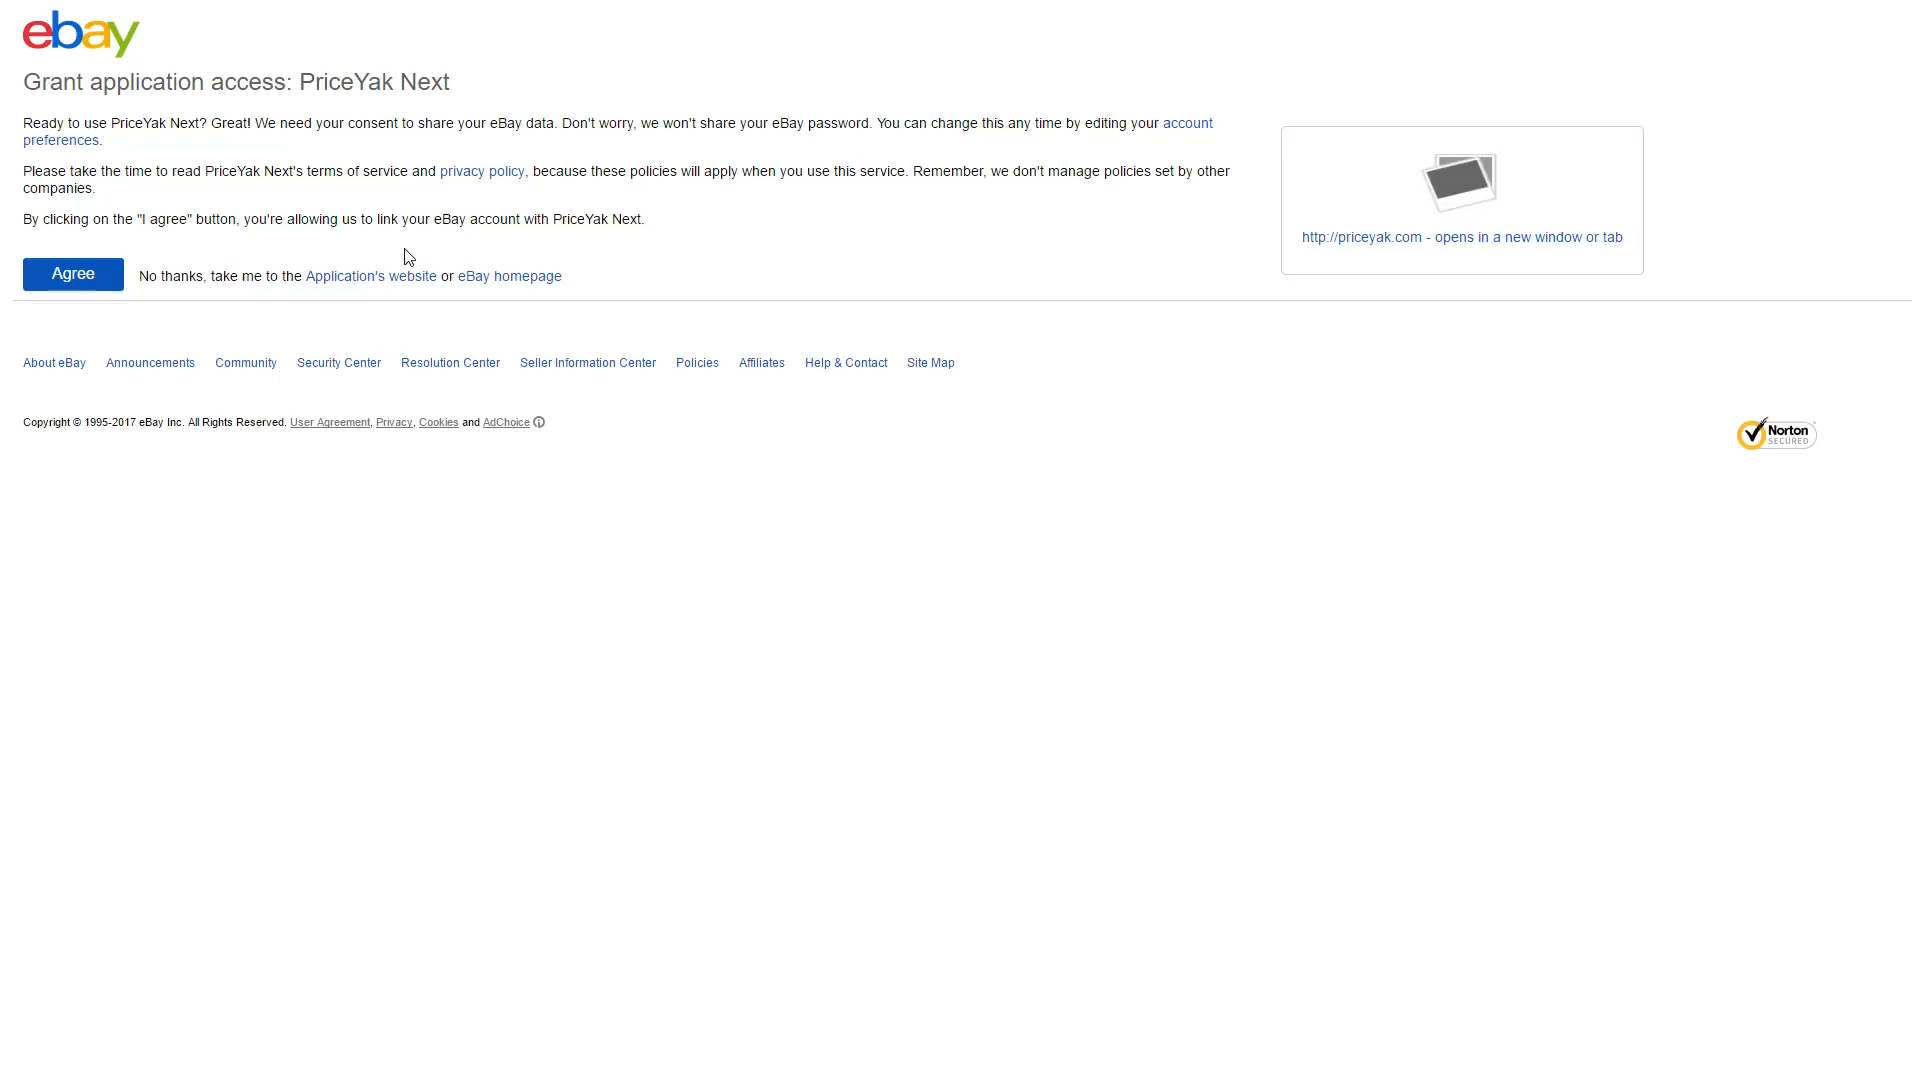 ebay
Grant application access: PriceYak Next
Ready to use PriceYak Next? Great! We need your consent to share your eBay data. Don't worry, we won't share your eBay password. You can change this any time by editing your account
preferences.
Please take the time to read PriceYak Next's terms of service and privacy policy, because these policies will apply when you use this service. Remember, we don't manage policies set by other
companies.
By clicking on the "I agree" button, you're allowing us to link your eBay account with PriceYak Next.
http://priceyak.com - opens in a new window or tab
Agree No thanks, take me to the Application's website or eBay homepage
About eBay Announcements Community Security Center Resolution Center Seller Information Center Policies Affiliates Help & Contact Site Map
Copyright © 1995-2017 eBay Inc. All Rights Reserved. User Agreement, Privacy, Cookies and AdChoice
Norton
SECURED